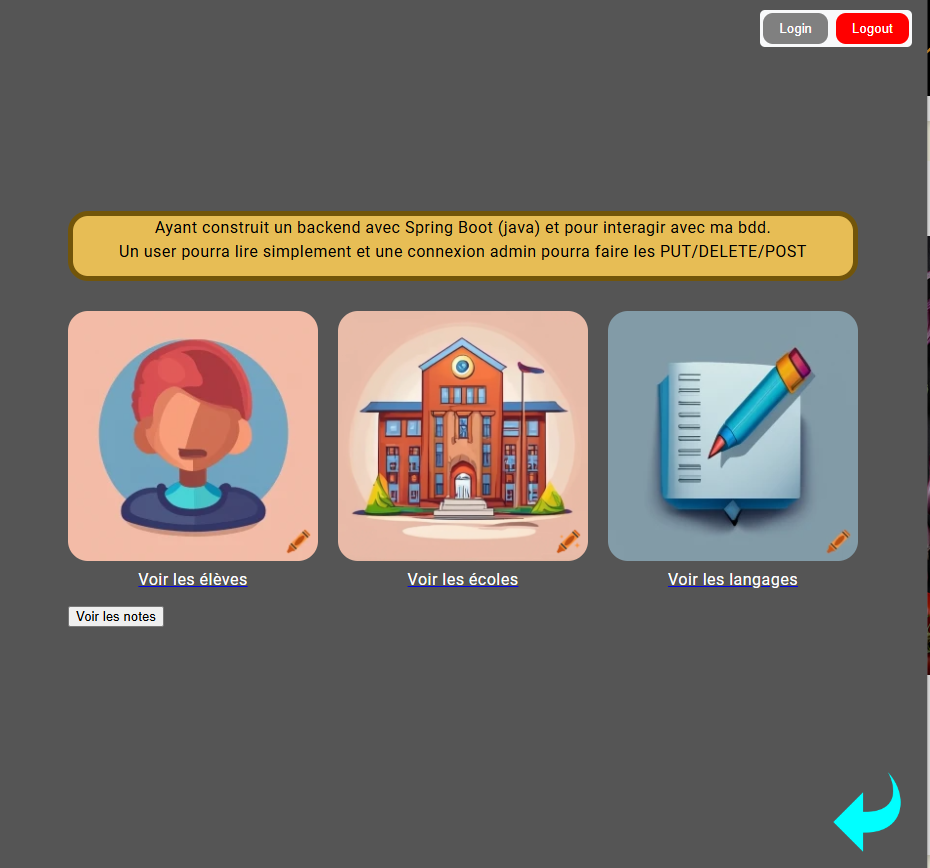 Login Logout
Ayant construit un backend avec Spring Boot (java) et pour interagir avec ma bdd.
Un user pourra lire simplement et une connexion admin pourra faire les PUT/DELETE/POST
Voir les élèves Voir les écoles Voir les langages
Voir les notes